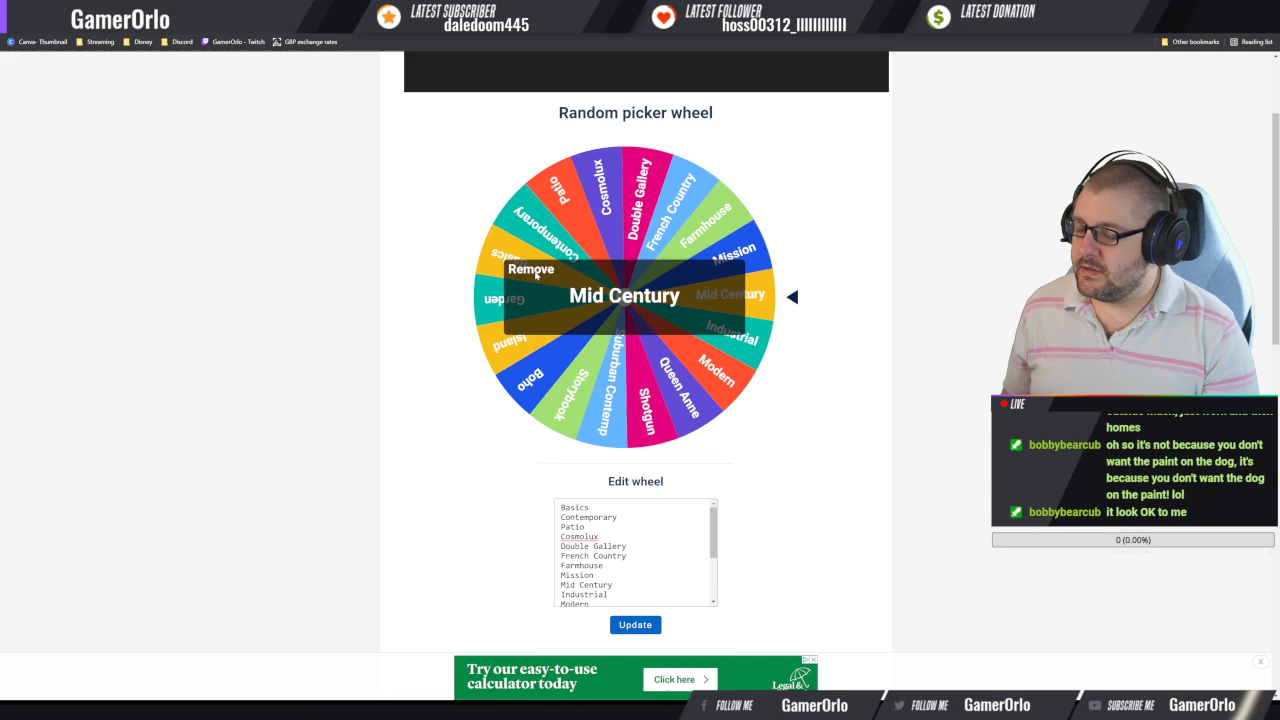 GamerOrlo
LATEST SUBSCRIBER
daledoom445
LATEST FOLLOWER
hoss00312_llllllllllll
LATEST DONATION
Canva- Thumbnail
Streaming
Disney
Discord
GamerOrlo - Twitch
GBP exchange rates
Other bookmarks
Reading list
Random picker wheel
Cosmolux
Double Gallery
French Country
Farmhouse
Mission
Mid Century
Industrial
Modern
Queen Anne
Shotgun
Suburban Contemp
Storybook
Boho
Island
Garden
Basics
Contemporary
Patio
Remove
Mid Century
Edit wheel
Basics
Contemporary
Patio
Cosmolux
Double Gallery
French Country
Farmhouse
Mission
Mid Century
Industrial
Modern
Update
Try our easy-to-use
calculator today
Click here
Legal&
LIVE
homes
bobbybearcub oh so it's not because you don't
want the paint on the dog, it's
because you don't want the dog
on the paint! lol
bobbybearcub it look OK to me
0 (0.00%)
FOLLOW ME GamerOrlo
FOLLOW ME GamerOrlo
SUBSCRIBE ME GamerOrlo